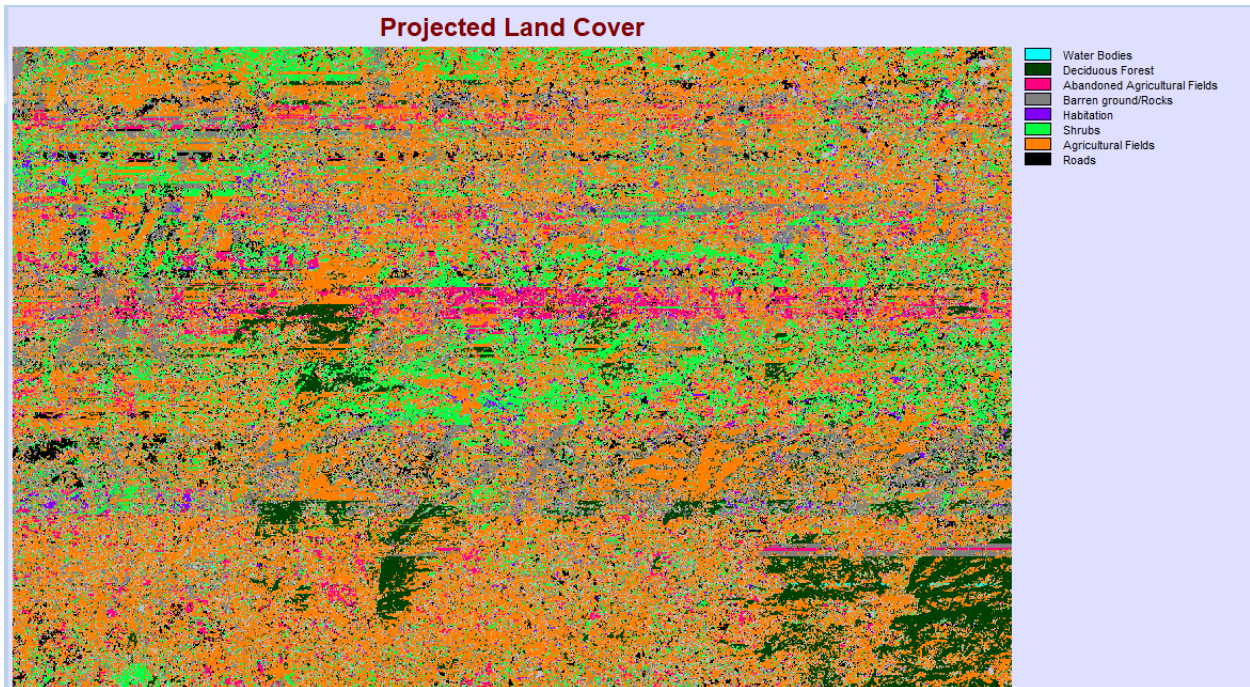 Projected Land Cover
Water Bodies
Deciduous Forest
Abandoned Agricultural Fields
Barren ground/Rocks
Habitation
Shrubs
Agricultural Fields
Roads